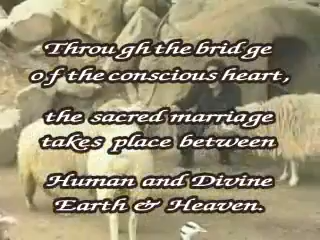 Through the bridge
of the conscious heart,
the sacred marriage
takes place between
Human and Divine
Earth & Heaven.